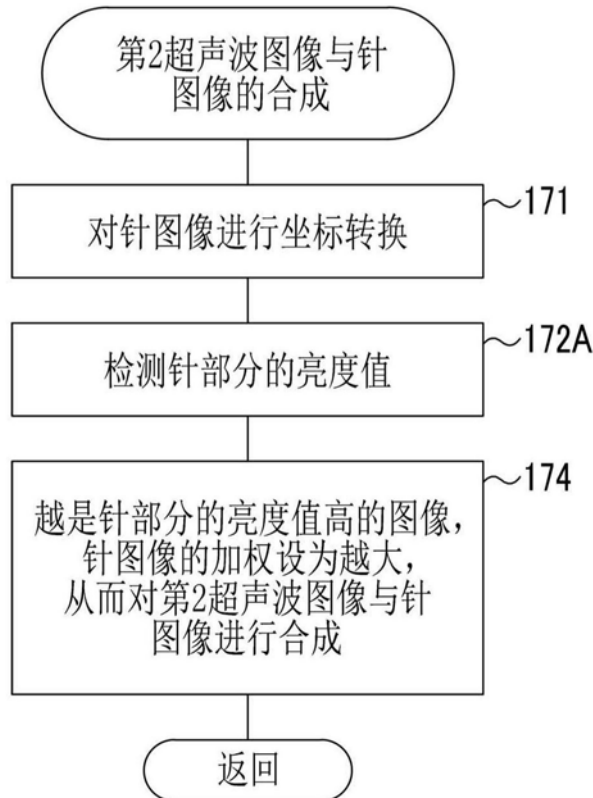 第2超声波图像与针
图像的合成
对针图像进行坐标转换
171
检测针部分的亮度值
172A
越是针部分的亮度值高的图像，
针图像的加权设为越大，
从而对第2超声波图像与针
图像进行合成
174
返回